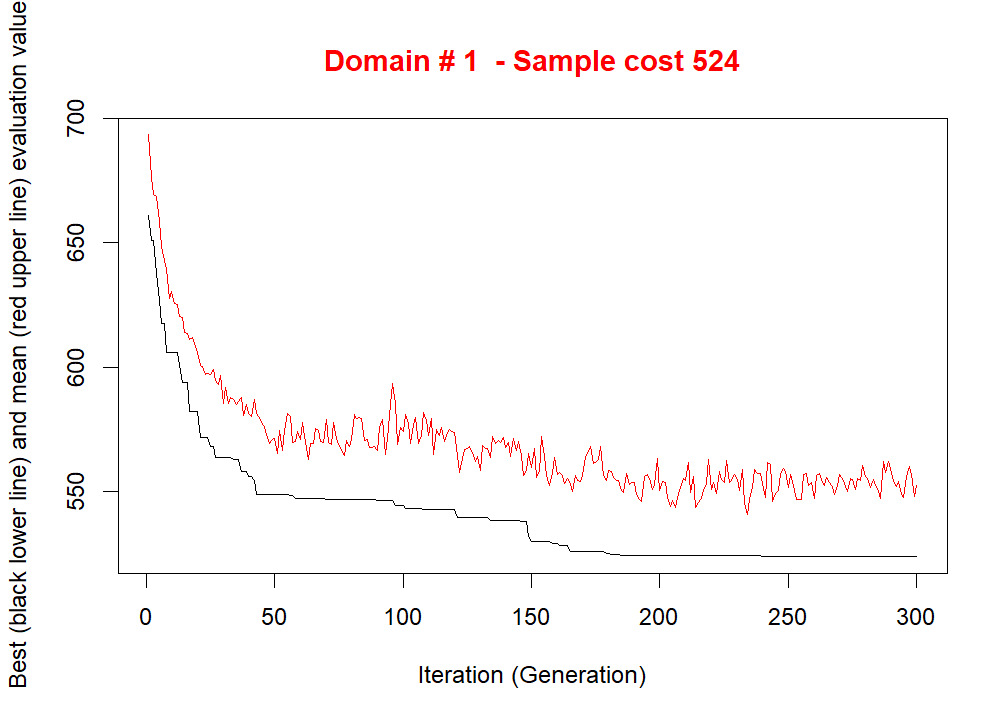 Domain # 1  - Sample cost 524
Best (black lower line) and mean (red upper line) evaluation value
700
650
600
550
0 50 100 150 200 250 300
Iteration (Generation)